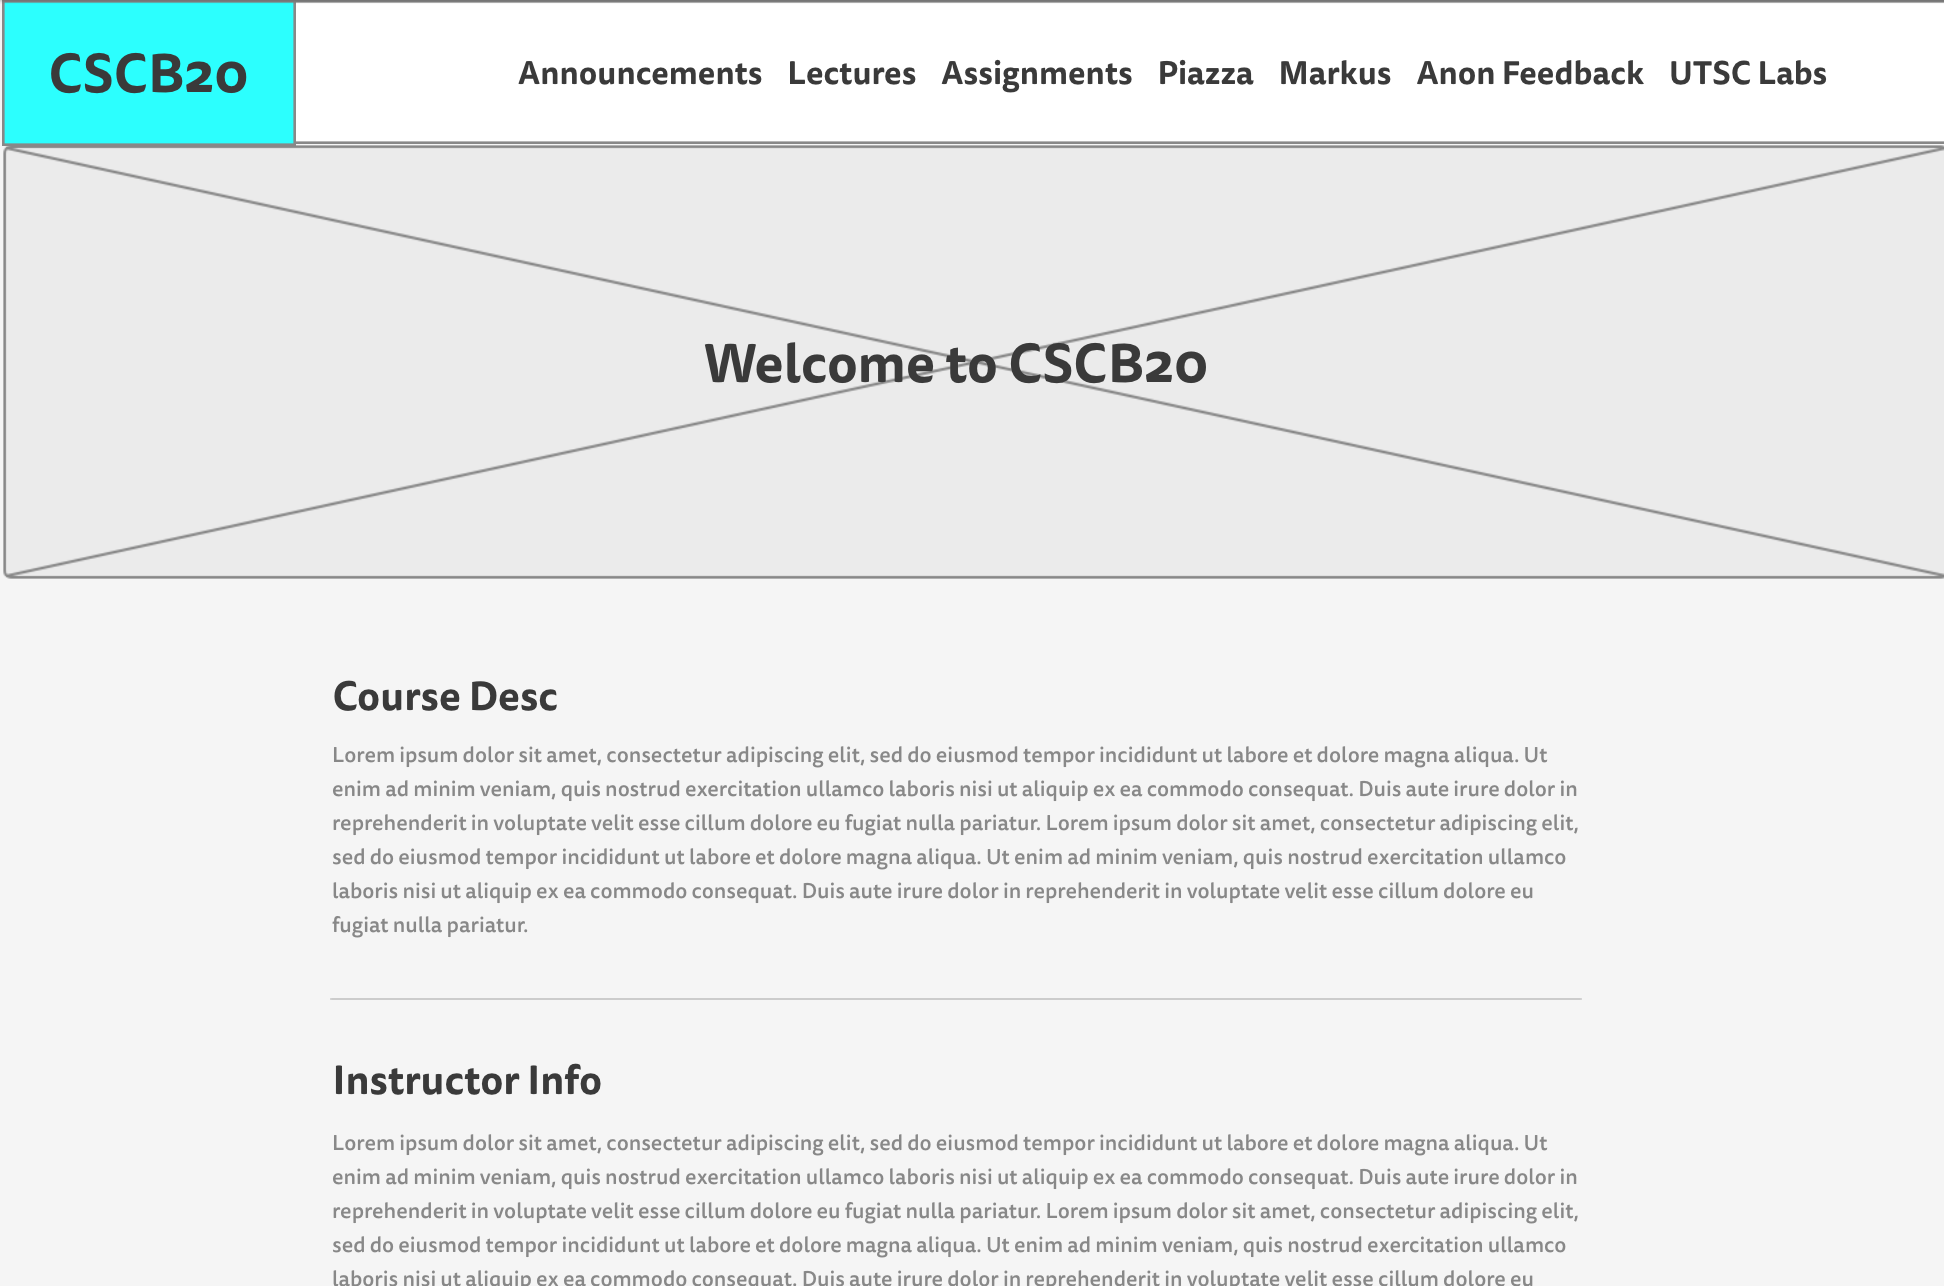 CSCB20
Announcements Lectures Assignments Piazza Markus Anon Feedback UTSC Labs
Welcome to CSCB20
Course Desc
Lorem ipsum dolor sit amet, consectetur adipiscing elit, sed do eiusmod tempor incididunt ut labore et dolore magna aliqua. Ut
enim ad minim veniam, quis nostrud exercitation ullamco laboris nisi ut aliquip ex ea commodo consequat. Duis aute irure dolor in
reprehenderit in voluptate velit esse cillum dolore eu fugiat nulla pariatur. Lorem ipsum dolor sit amet, consectetur adipiscing elit,
sed do eiusmod tempor incididunt ut labore et dolore magna aliqua. Ut enim ad minim veniam, quis nostrud exercitation ullamco
laboris nisi ut aliquip ex ea commodo consequat. Duis aute irure dolor in reprehenderit in voluptate velit esse cillum dolore eu
fugiat nulla pariatur.
Instructor Info
Lorem ipsum dolor sit amet, consectetur adipiscing elit, sed do eiusmod tempor incididunt ut labore et dolore magna aliqua. Ut
enim ad minim veniam, quis nostrud exercitation ullamco laboris nisi ut aliquip ex ea commodo consequat. Duis aute irure dolor in
reprehenderit in voluptate velit esse cillum dolore eu fugiat nulla pariatur. Lorem ipsum dolor sit amet, consectetur adipiscing elit,
sed do eiusmod tempor incididunt ut labore et dolore magna aliqua. Ut enim ad minim veniam, quis nostrud exercitation ullamco
laboris nisi ut aliquip ex ea commodo consequat. Duis aute irure dolor in reprehenderit in voluptate velit esse cillum dolore eu